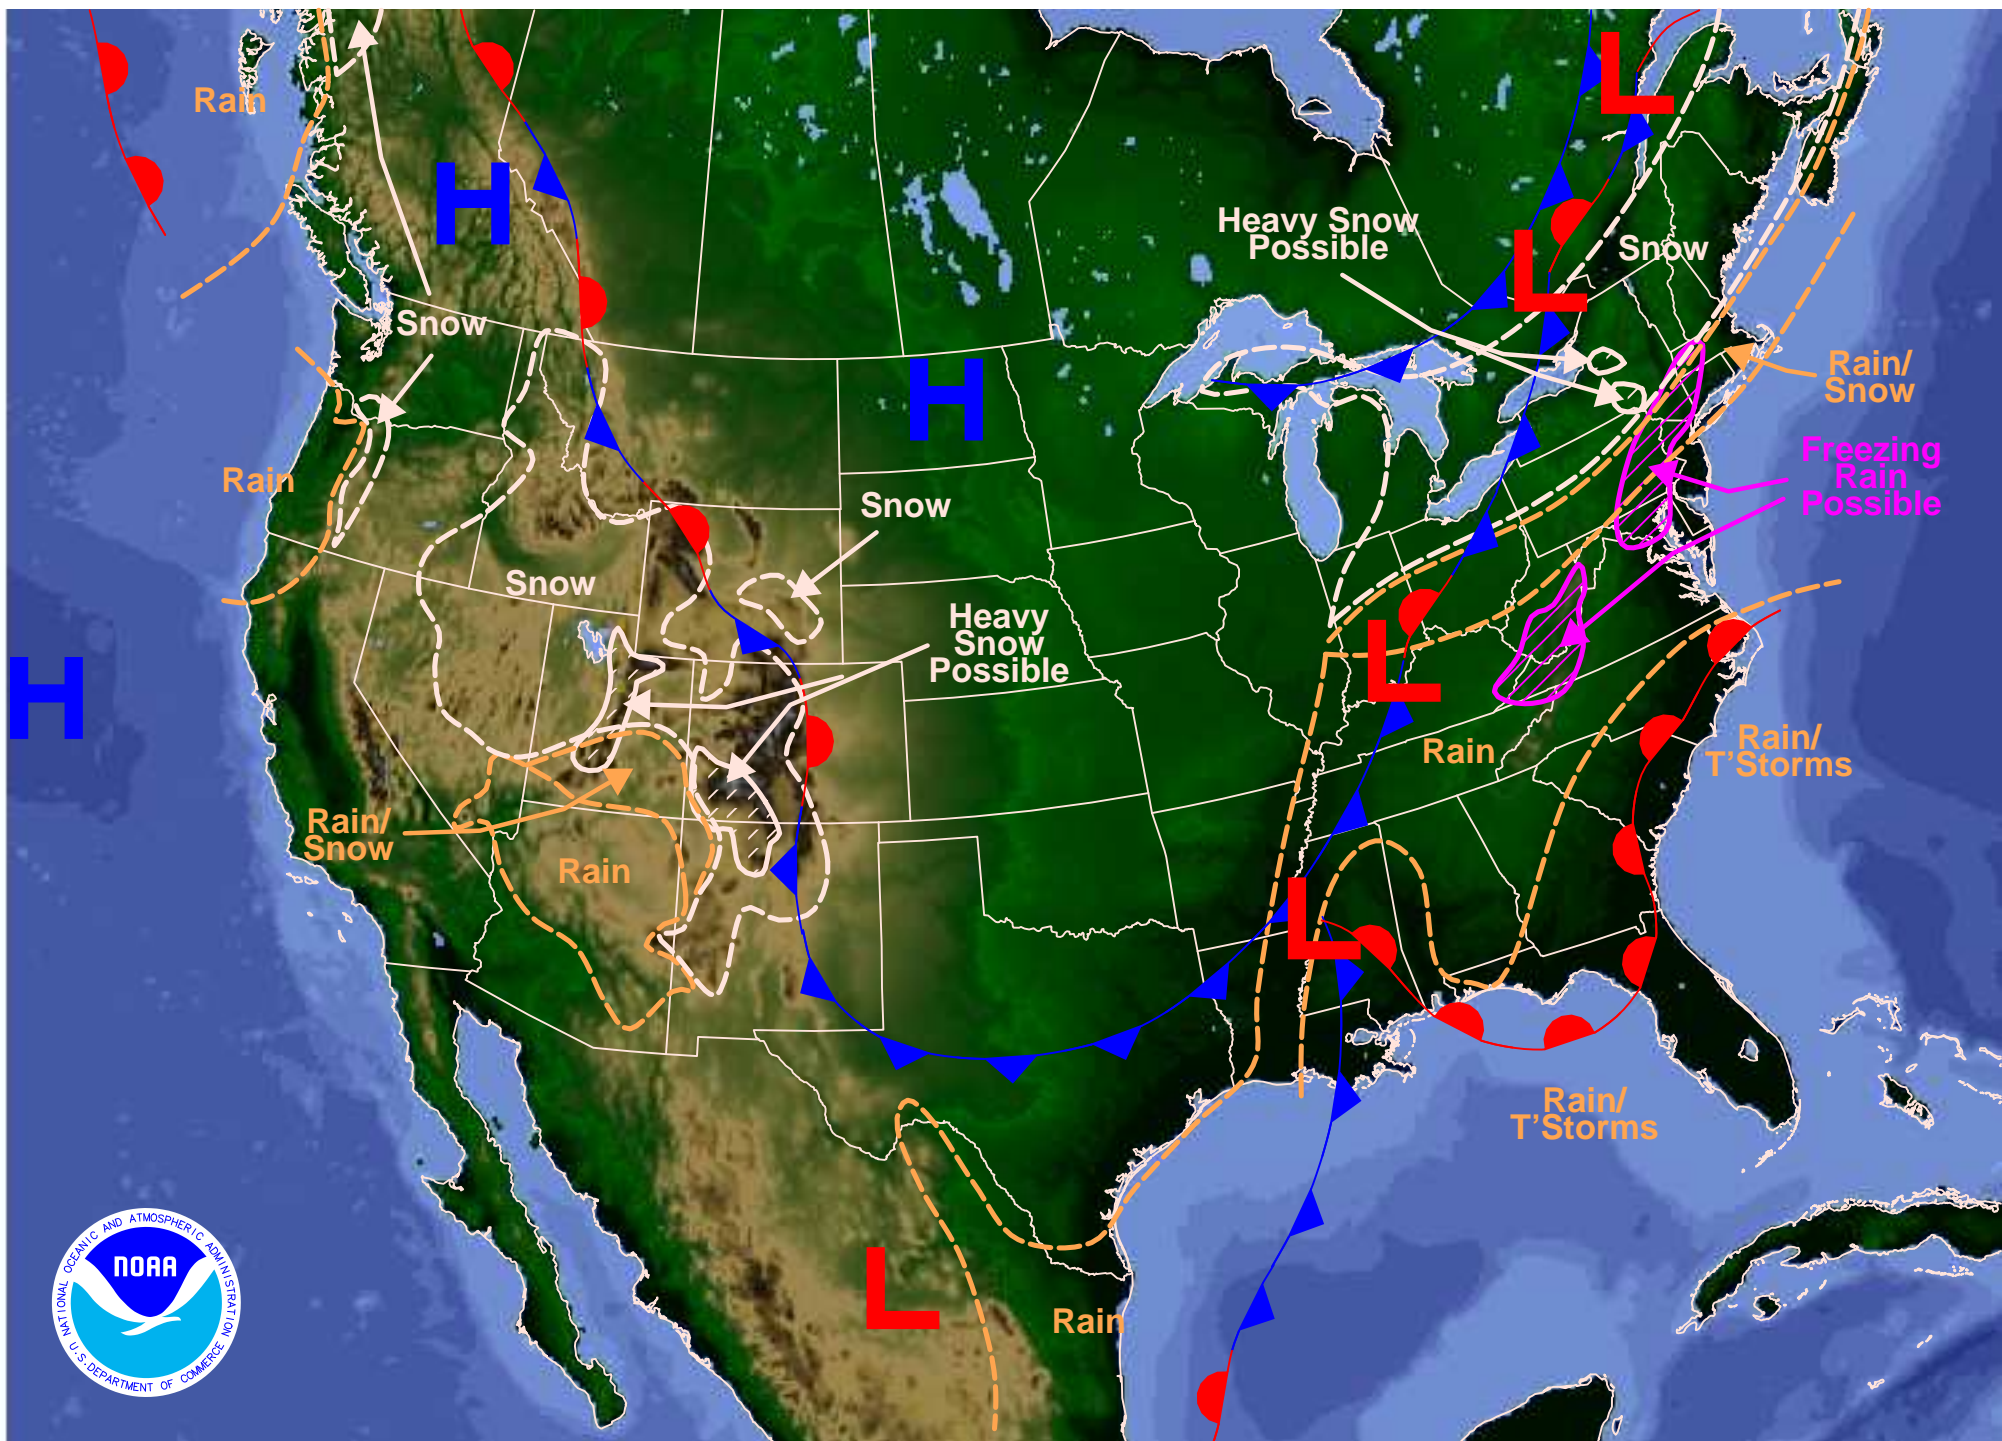 Rain
H
L
Heavy Snow
Possible
Snow
L
Snow
H
Rain/
Snow
Freezing
Rain
Possible
Rain
Snow
Snow
Heavy
Snow
Possible
H
L
Rain
Rain/
T'Storms
Rain/
Snow
Rain
L
Rain/
T'Storms
L
Rain
NATIONAL OCEANIC AND ATMOSPHERIC ADMINISTRATION
NOAA
U.S. DEPARTMENT OF COMMERCE